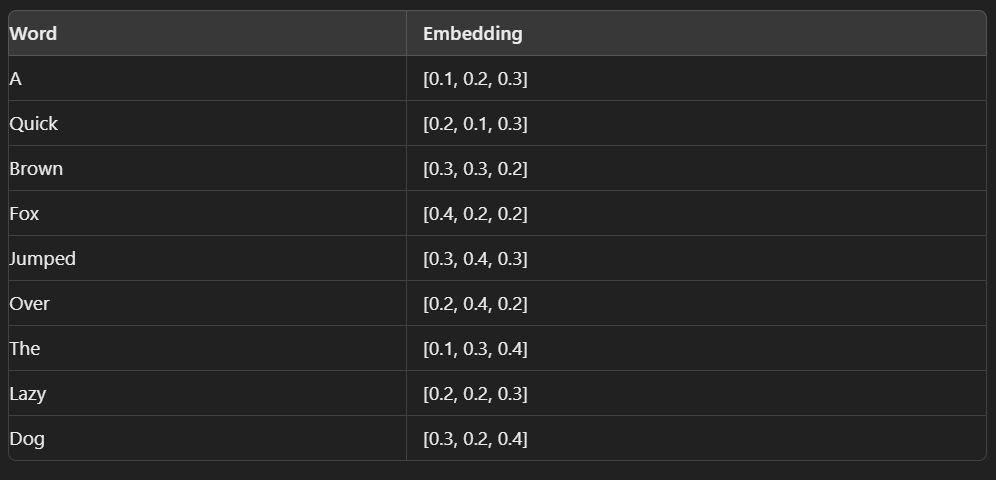 Word Embedding
A [0.1, 0.2, 0.3]
Quick [0.2, 0.1, 0.3]
Brown [0.3, 0.3, 0.2]
Fox [0.4, 0.2, 0.2]
Jumped [0.3, 0.4, 0.3]
Over [0.2, 0.4, 0.2]
The [0.1, 0.3, 0.4]
Lazy [0.2, 0.2, 0.3]
Dog [0.3, 0.2, 0.4]